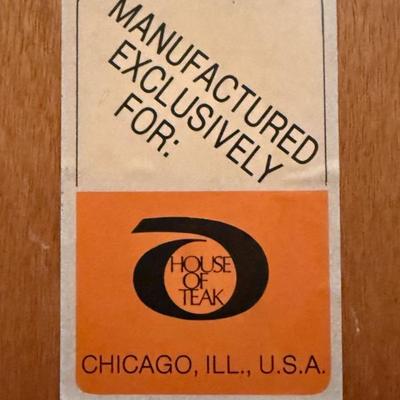 MANUFACTURED
EXCLUSIVELY
FOR:
HOUSE
OF
TEAK
CHICAGO, ILL., U.S.A.